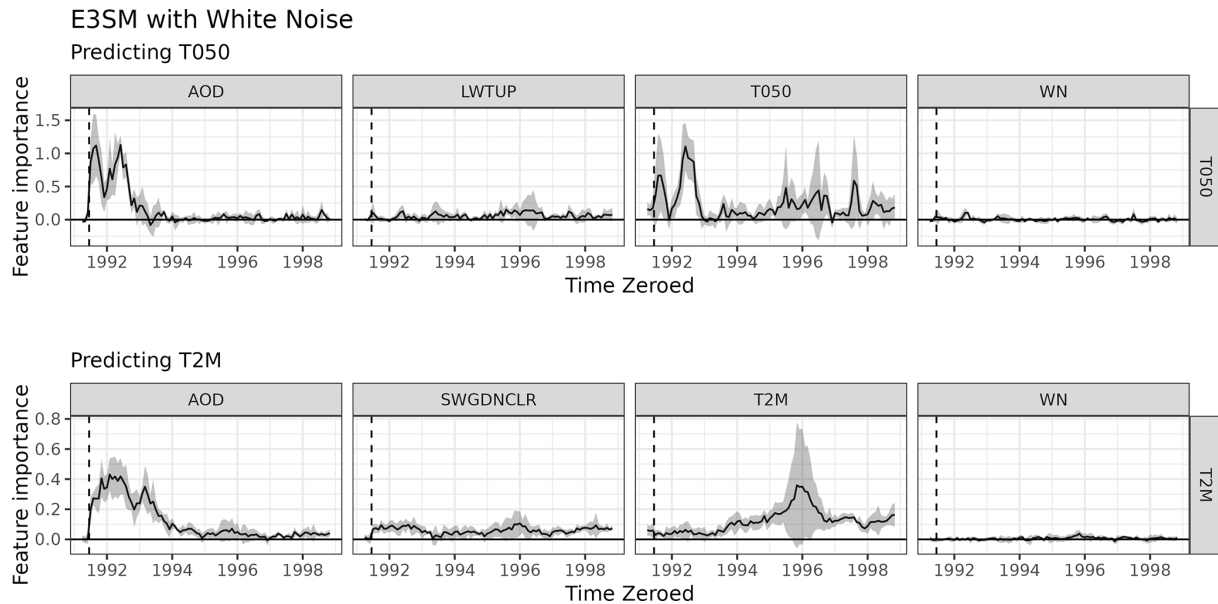 E3SM with White Noise
Predicting T050
AOD LWTUP T050 WN
Feature importance
1.5
1.0
0.5
0.0
T050
1992 1994 1996 1998 1992 1994 1996 1998 1992 1994 1996 1998 1992 1994 1996 1998
Time Zeroed
Predicting T2M
AOD SWGDNCLR T2M WN
Feature importance
0.8
0.6
0.4
0.2
0.0
T2M
1992 1994 1996 1998 1992 1994 1996 1998 1992 1994 1996 1998 1992 1994 1996 1998
Time Zeroed